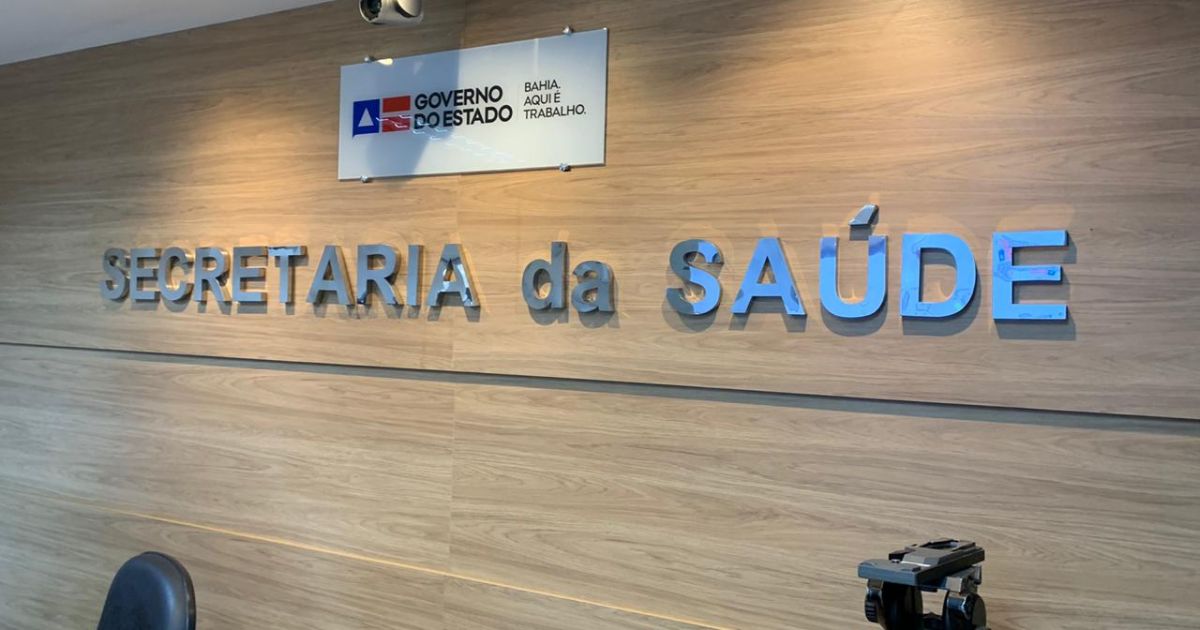 GOVERNO
DO ESTADO
BAHIA.
AQUI É
TRABALHO.
SECRETARIA da SAÚDE